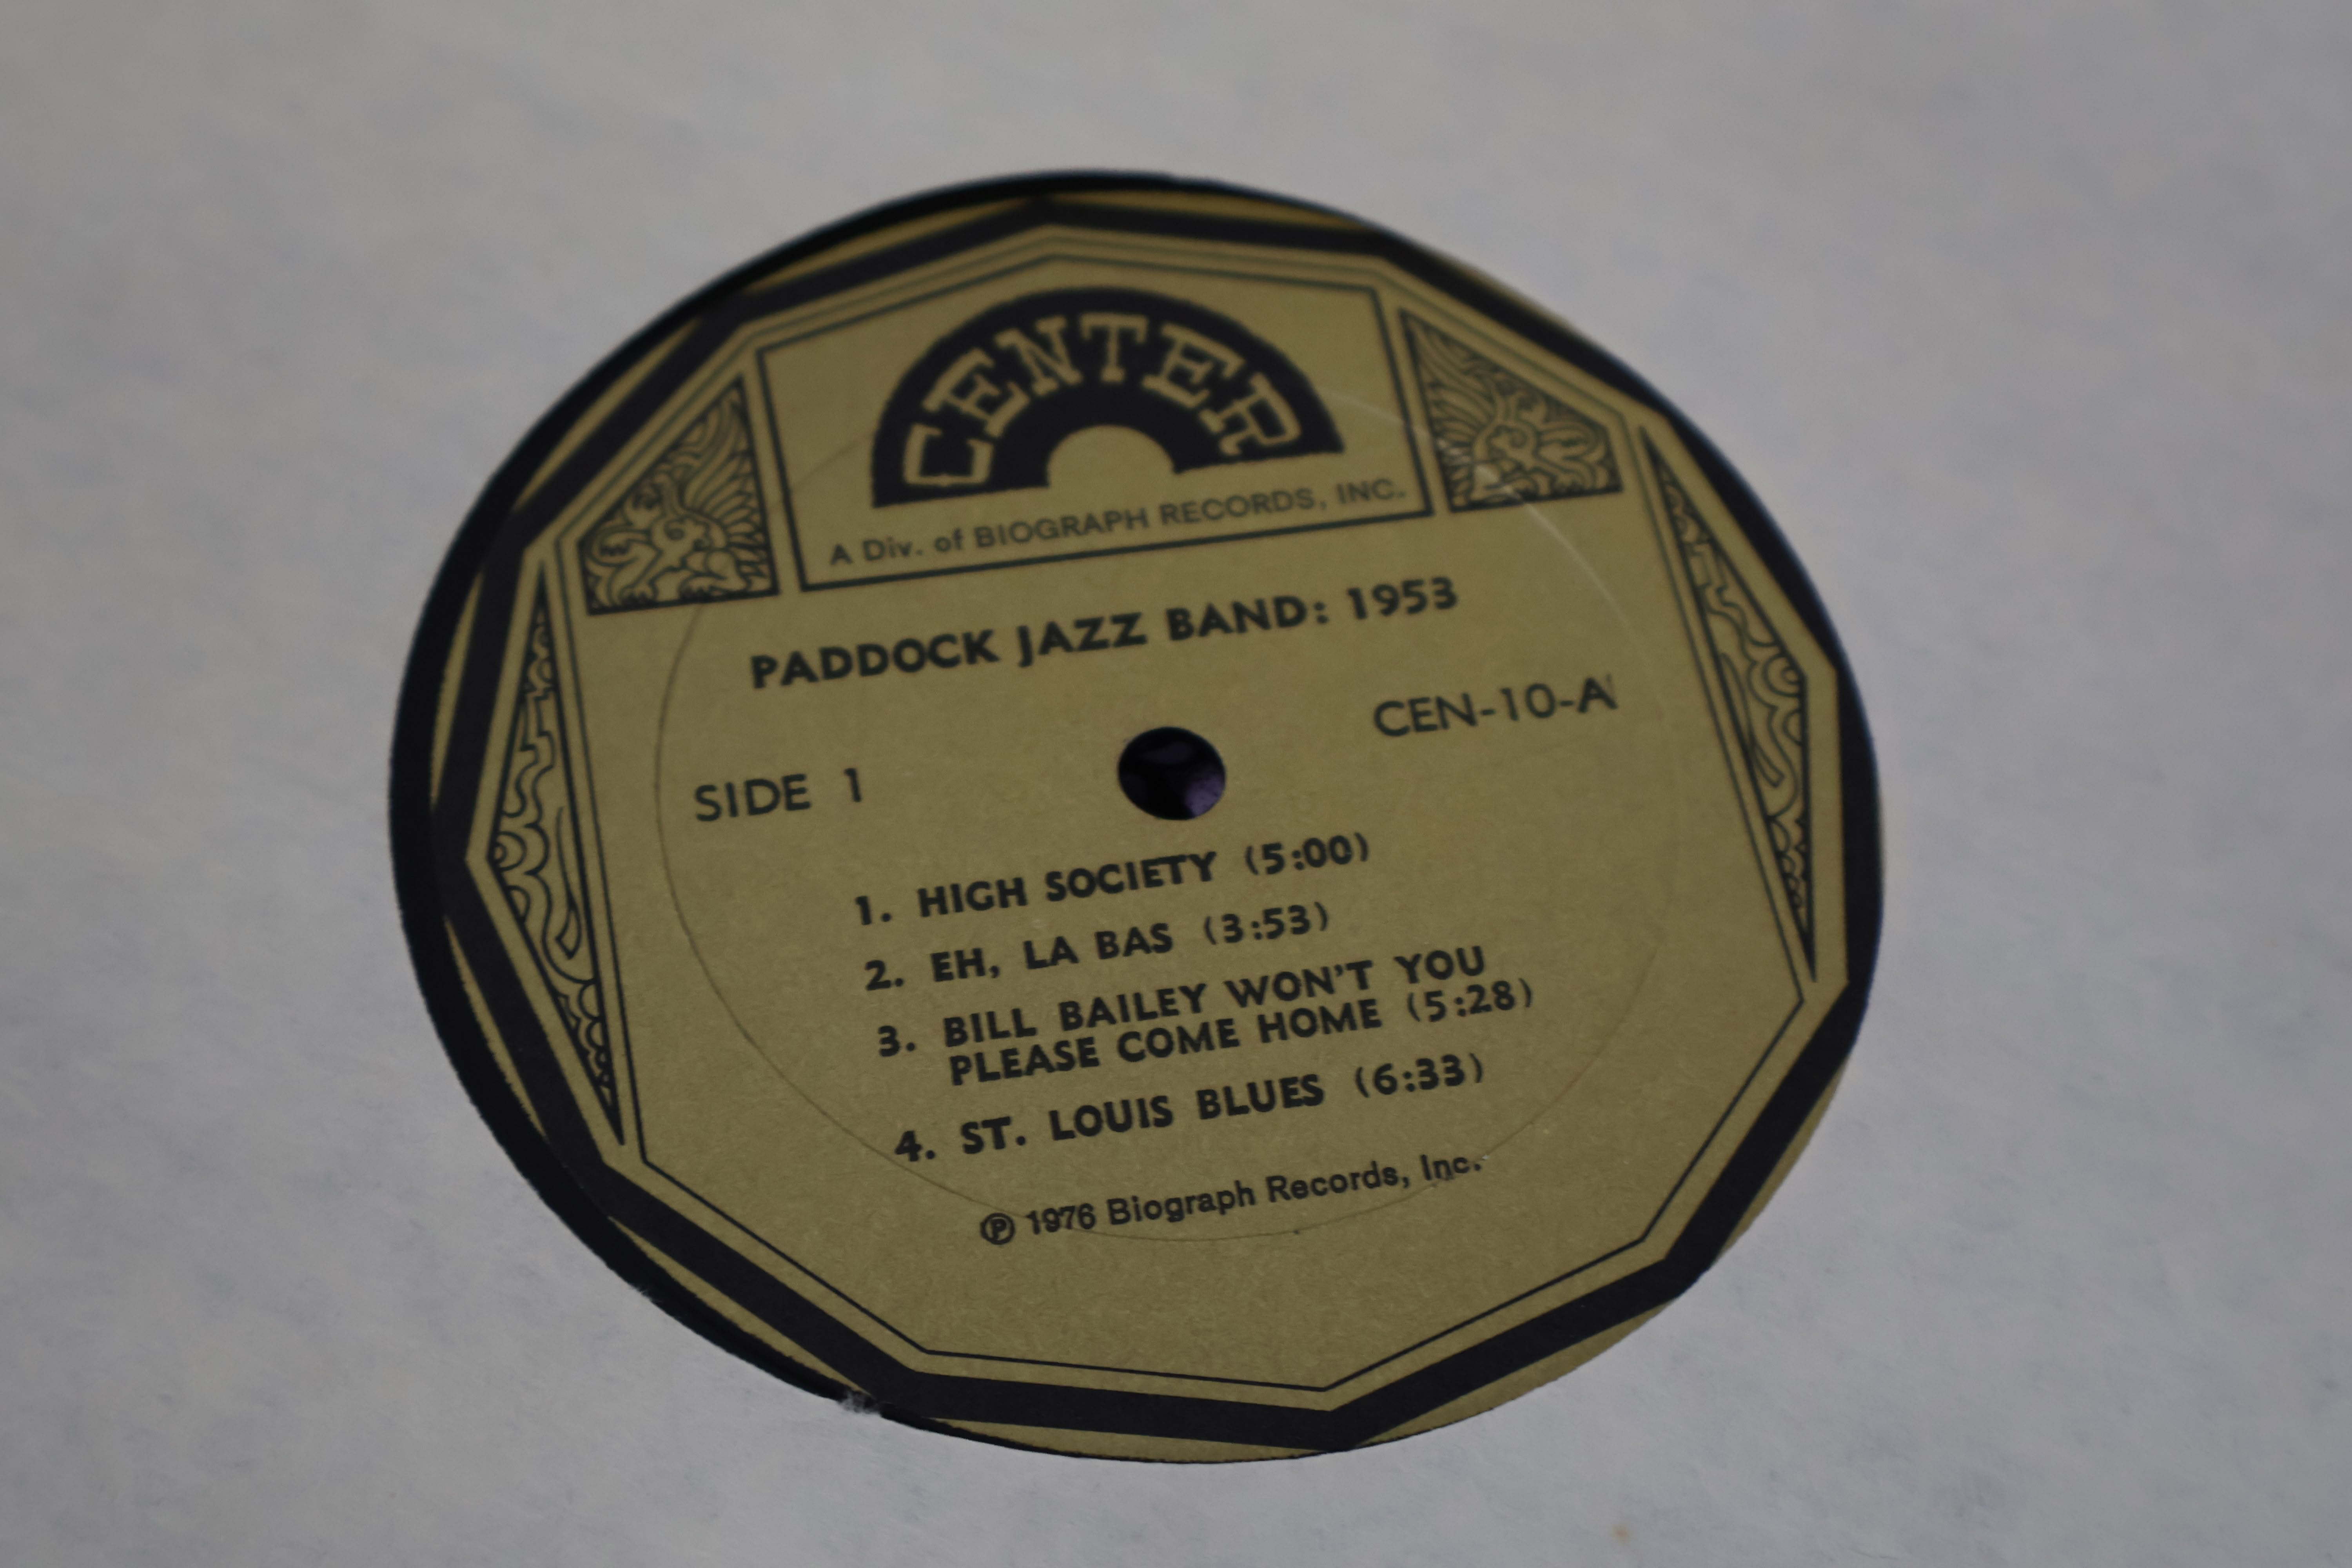 CENTER
A Div. of BIOGRAPH RECORDS, INC.
PADDOCK JAZZ BAND: 1953
CEN-10-A
SIDE 1
1. HIGH SOCIETY (5:00)
2. EH, LA BAS (3:53)
3. BILL BAILEY WON'T YOU
PLEASE COME HOME (5:28)
4. ST. LOUIS BLUES (6:33)
℗ 1976 Biograph Records, Inc.